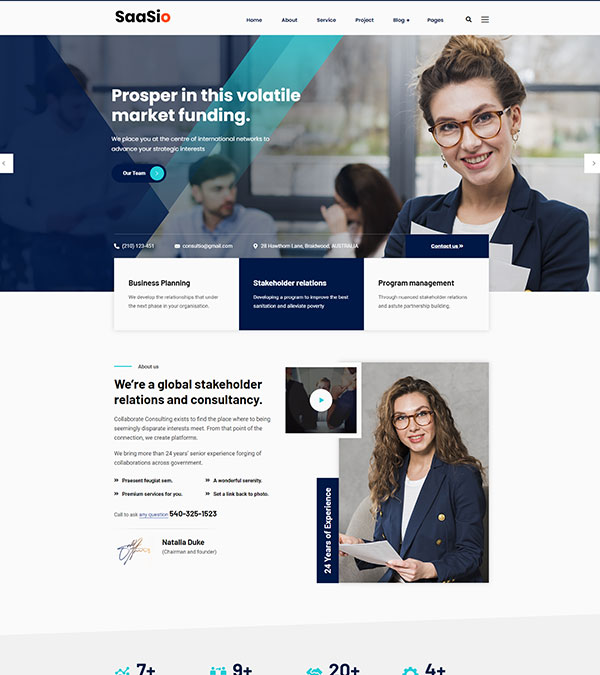 SaaSio
Home About Service Project Blog Pages
Prosper in this volatile
market funding.
We place you at the centre of international networks to
advance your strategic interests
Our Team
(210) 123-451 consultio@gmail.com 28 Hawthorn Lane, Braidwood, AUSTRALIA Contact us
Business Planning
We develop the relationships that under
the next phase in your organisation.
Stakeholder relations
Developing a program to improve the best
sanitation and alleviate poverty
Program management
Through nuanced stakeholder relations
and astute partnership building.
About us
We're a global stakeholder
relations and consultancy.
Collaborate Consulting exists to find the place where to being
seemingly disparate interests meet. From that point of the
connection, we create platforms.
We bring more than 24 years' senior experience forging of
collaborations across government.
Praesent feugiat sem. A wonderful serenity.
Premium services for you. Set a link back to photo.
Call to ask any question 540-325-1523
Natalia Duke
(Chairman and founder)
24 Years of Experience
7+ 9+ 20+ 4+